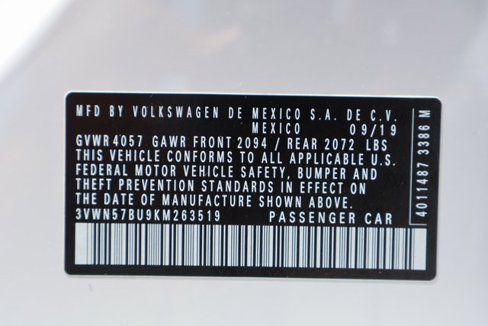 MFD BY VOLKSWAGEN DE MEXICO S.A. DE C.V.
MEXICO 09/19
GVWR 4057 GAWR FRONT 2094 / REAR 2072 LBS
THIS VEHICLE CONFORMS TO ALL APPLICABLE U.S.
FEDERAL MOTOR VEHICLE SAFETY, BUMPER AND
THEFT PREVENTION STANDARDS IN EFFECT ON
THE DATE OF MANUFACTURE SHOWN ABOVE.
3VWN57BU9KM263519 PASSENGER CAR
4011487 3386 M